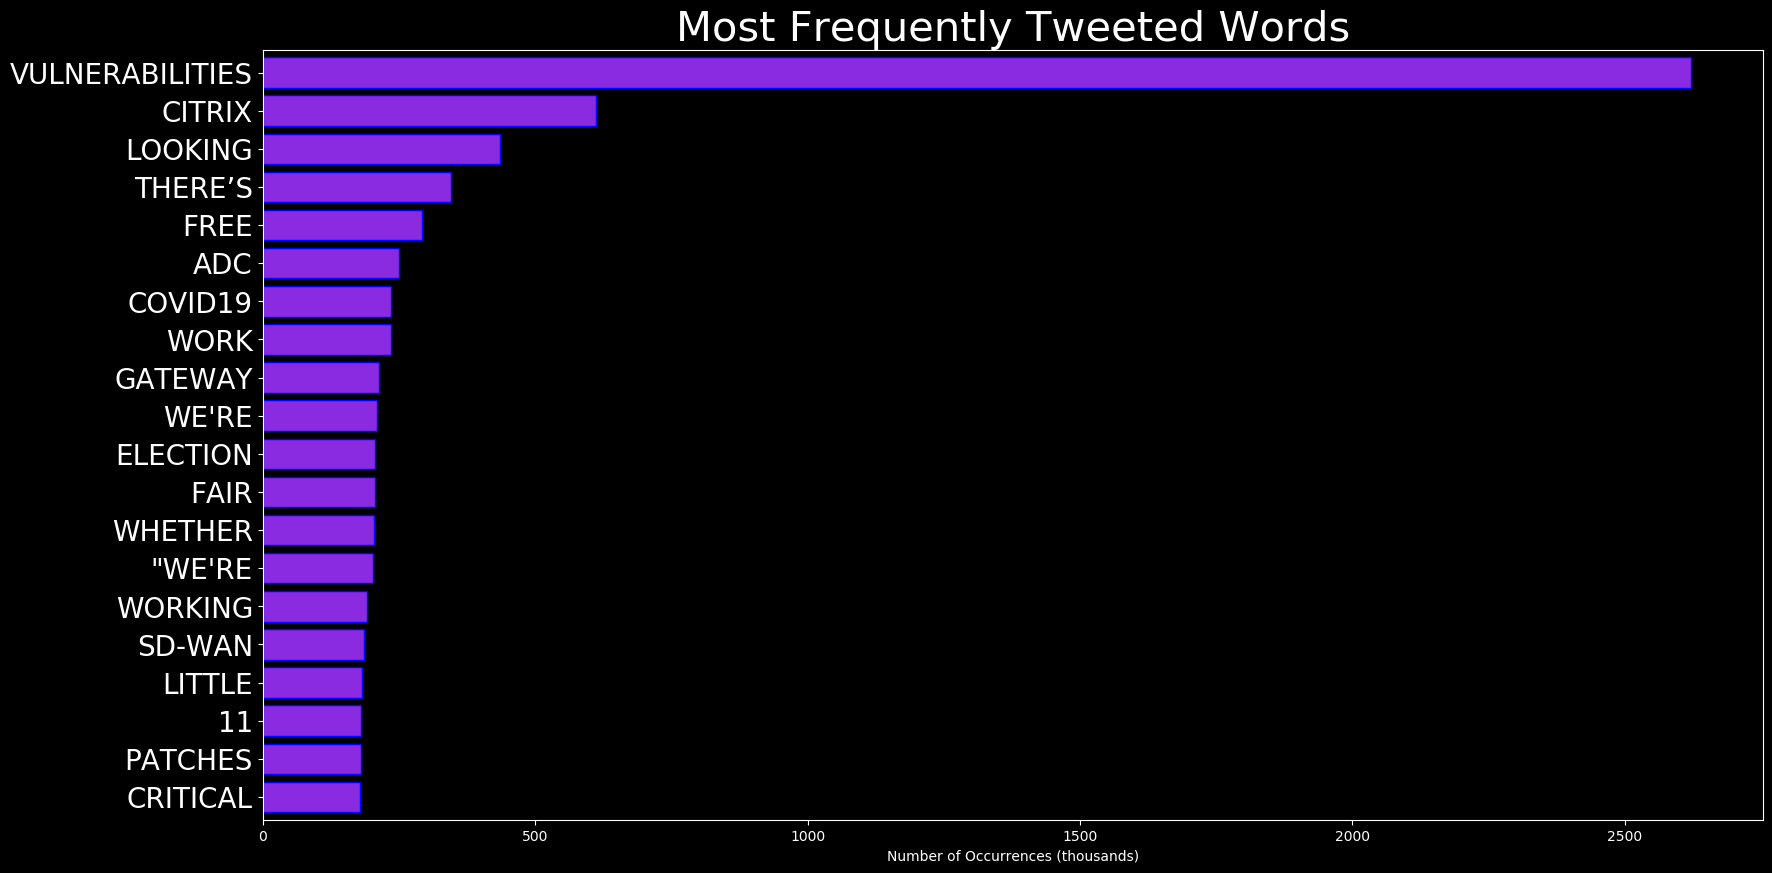 Most Frequently Tweeted Words
VULNERABILITIES
CITRIX
LOOKING
THERE’S
FREE
ADC
COVID19
WORK
GATEWAY
WE'RE
ELECTION
FAIR
WHETHER
"WE'RE
WORKING
SD-WAN
LITTLE
11
PATCHES
CRITICAL
0 500 1000 1500 2000 2500
Number of Occurrences (thousands)